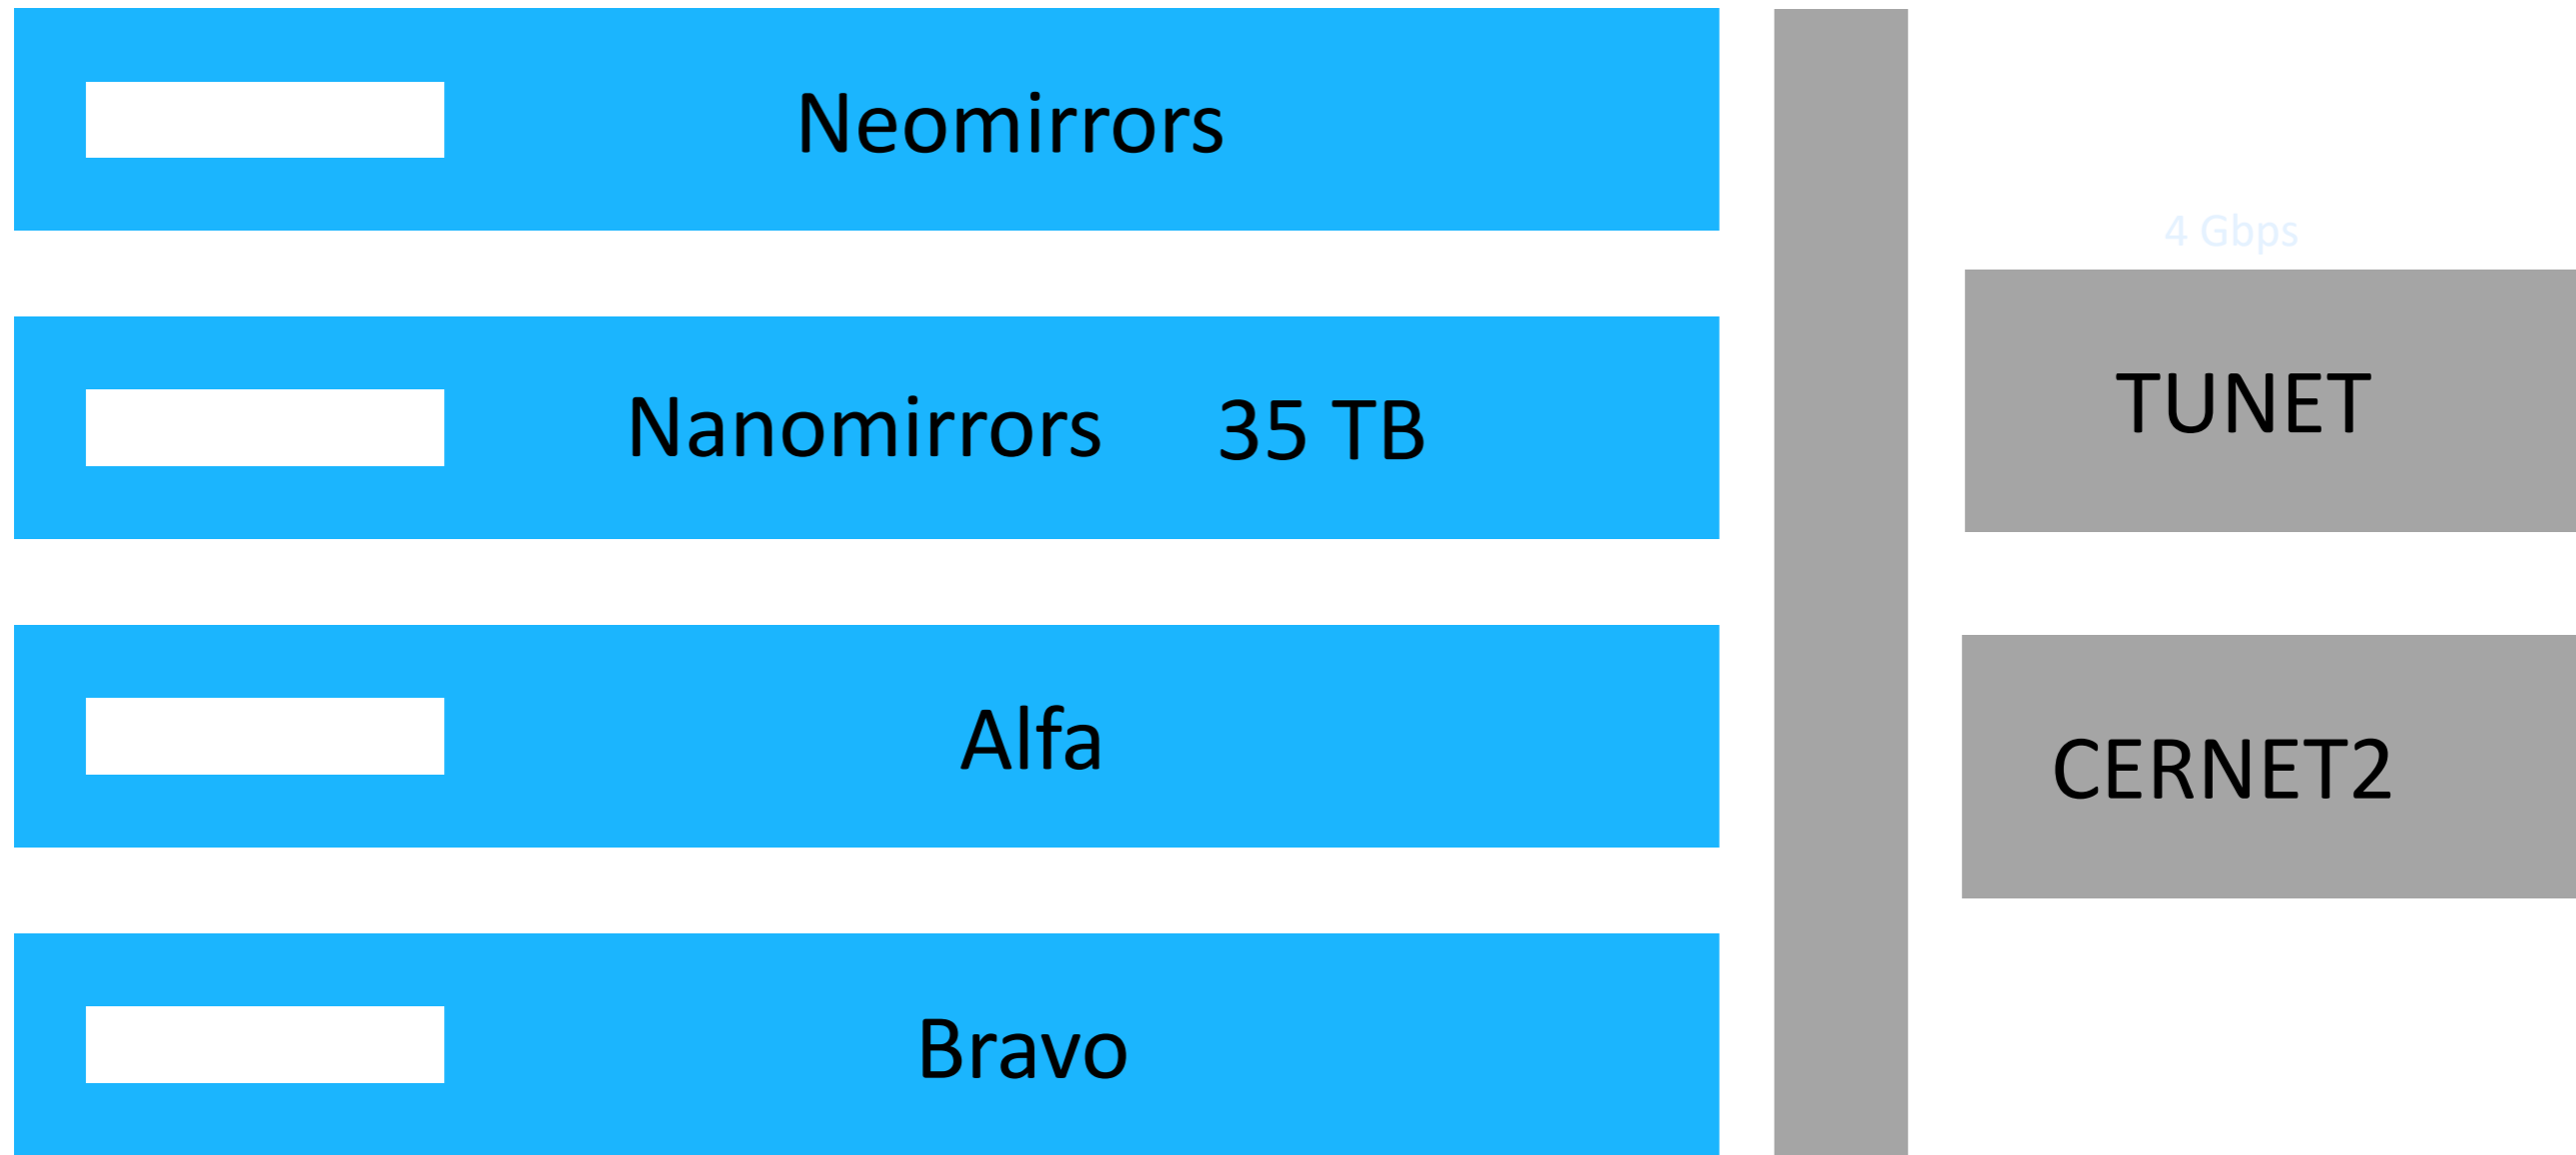 Neomirrors
4 Gbps
Nanomirrors 35 TB
TUNET
Alfa
CERNET2
Bravo